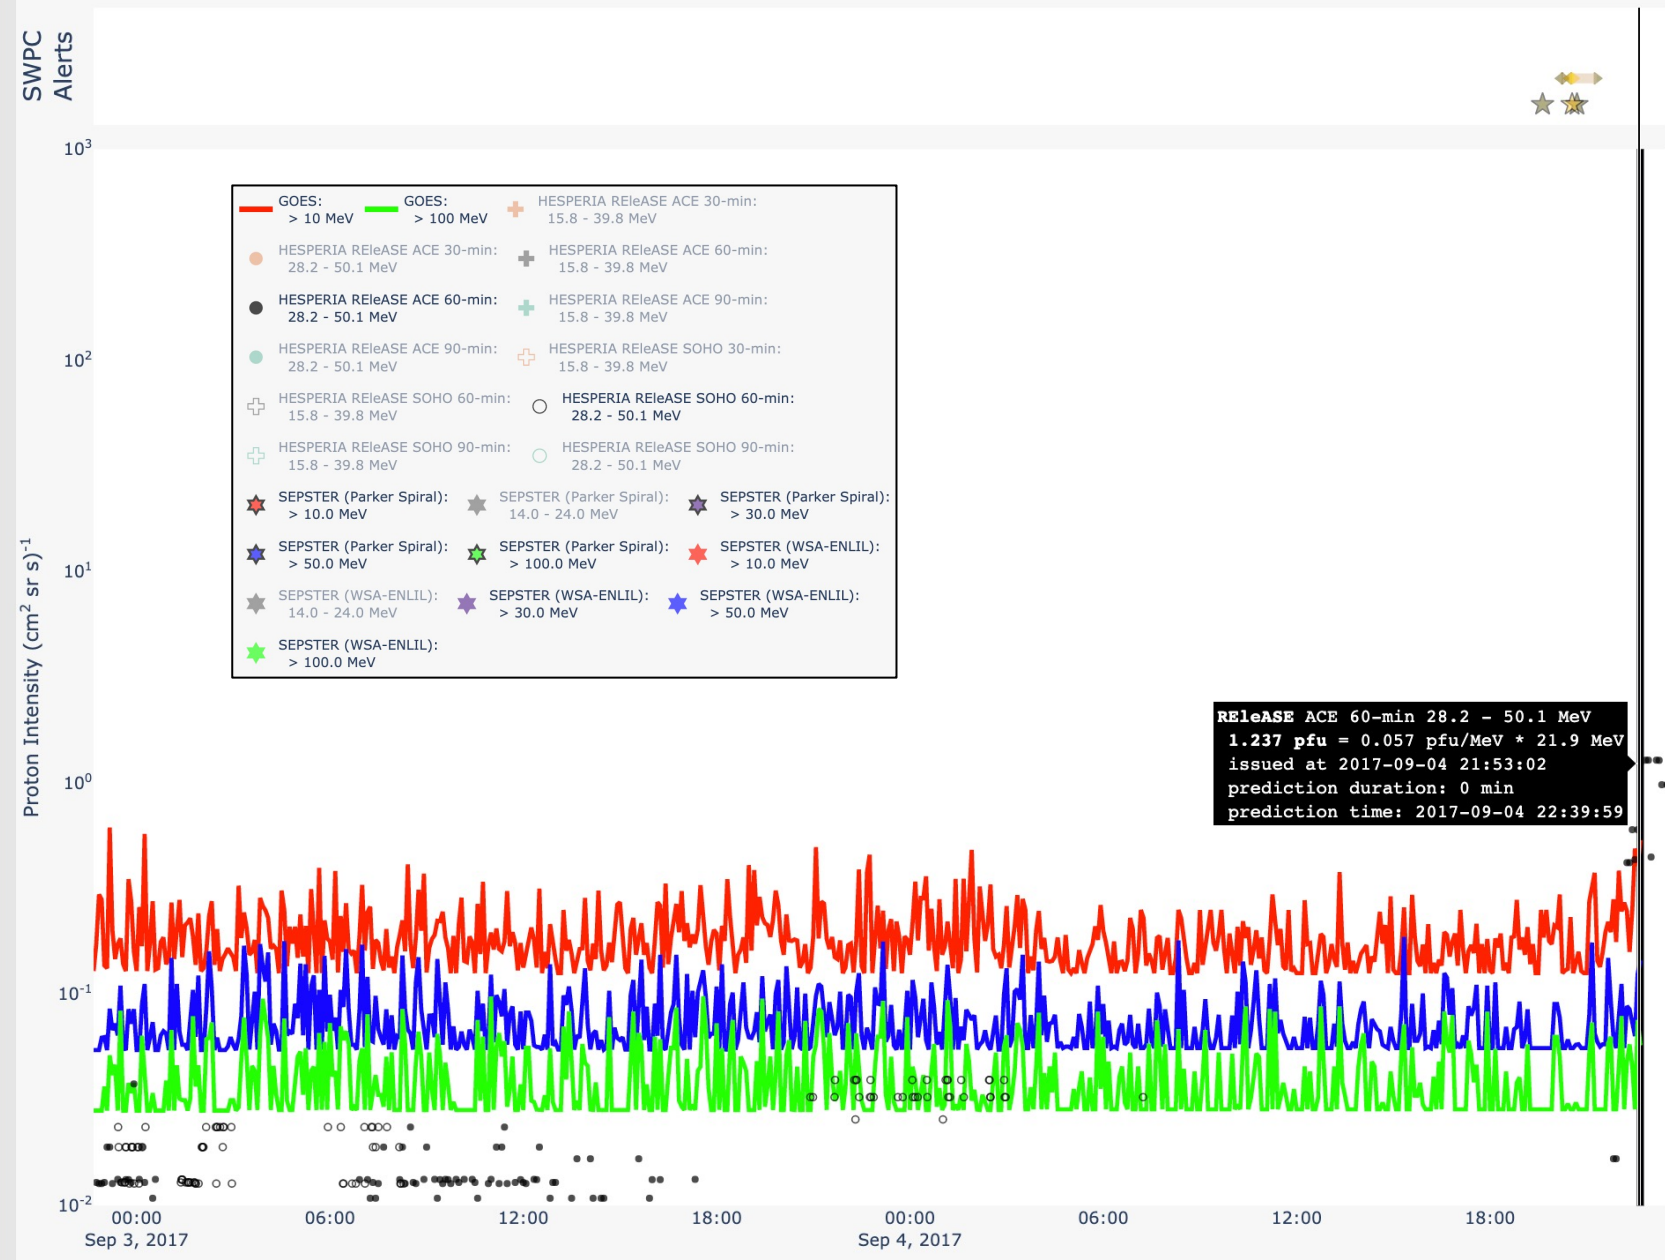 SWPC
Alerts
10³
10²
10¹
10⁰
10⁻¹
10⁻²
Proton Intensity (cm² sr s)⁻¹
GOES:
> 10 MeV
GOES:
> 100 MeV
HESPERIA REleASE ACE 30-min:
15.8 - 39.8 MeV
HESPERIA REleASE ACE 30-min:
28.2 - 50.1 MeV
HESPERIA REleASE ACE 60-min:
15.8 - 39.8 MeV
HESPERIA REleASE ACE 60-min:
28.2 - 50.1 MeV
HESPERIA REleASE ACE 90-min:
15.8 - 39.8 MeV
HESPERIA REleASE ACE 90-min:
28.2 - 50.1 MeV
HESPERIA REleASE SOHO 30-min:
15.8 - 39.8 MeV
HESPERIA REleASE SOHO 60-min:
15.8 - 39.8 MeV
HESPERIA REleASE SOHO 60-min:
28.2 - 50.1 MeV
HESPERIA REleASE SOHO 90-min:
15.8 - 39.8 MeV
HESPERIA REleASE SOHO 90-min:
28.2 - 50.1 MeV
SEPSTER (Parker Spiral):
> 10.0 MeV
SEPSTER (Parker Spiral):
14.0 - 24.0 MeV
SEPSTER (Parker Spiral):
> 30.0 MeV
SEPSTER (Parker Spiral):
> 50.0 MeV
SEPSTER (Parker Spiral):
> 100.0 MeV
SEPSTER (WSA-ENLIL):
> 10.0 MeV
SEPSTER (WSA-ENLIL):
14.0 - 24.0 MeV
SEPSTER (WSA-ENLIL):
> 30.0 MeV
SEPSTER (WSA-ENLIL):
> 50.0 MeV
SEPSTER (WSA-ENLIL):
> 100.0 MeV
REleASE ACE 60-min 28.2 - 50.1 MeV
1.237 pfu = 0.057 pfu/MeV * 21.9 MeV
issued at 2017-09-04 21:53:02
prediction duration: 0 min
prediction time: 2017-09-04 22:39:59
00:00
06:00
12:00
18:00
00:00
06:00
12:00
18:00
Sep 3, 2017
Sep 4, 2017